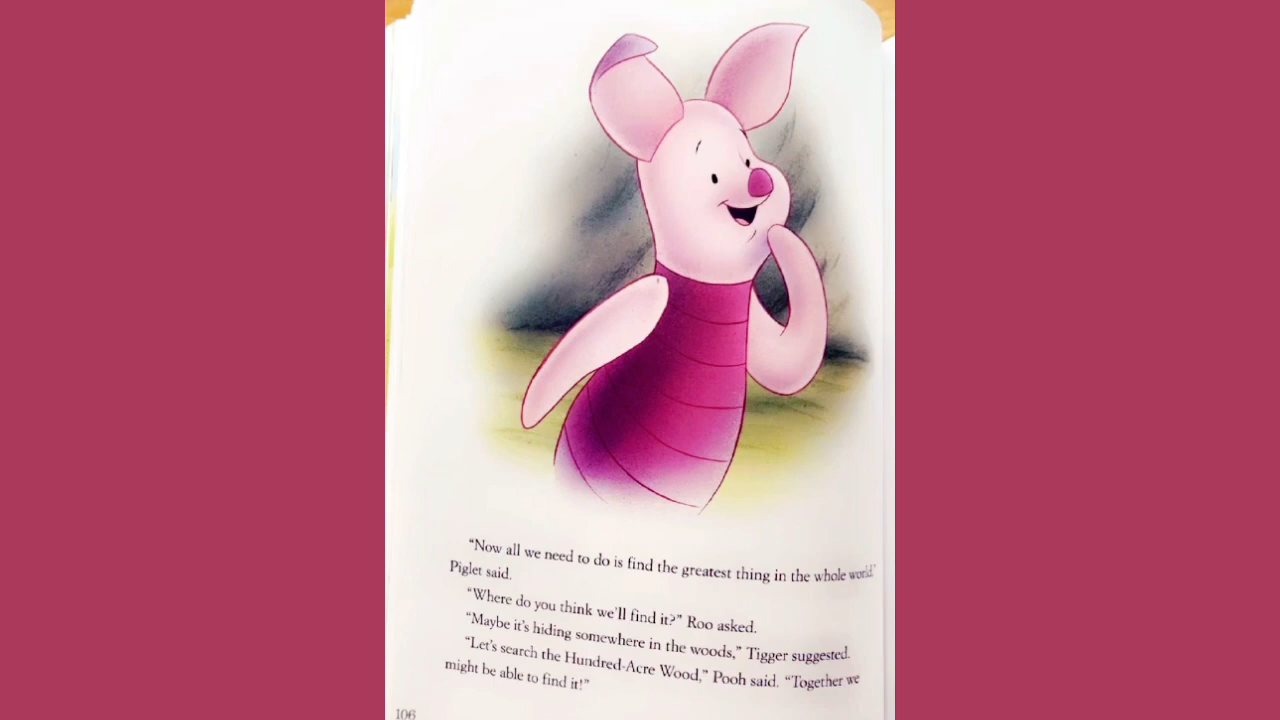 “Now all we need to do is find the greatest thing in the whole world,”
Piglet said.
“Where do you think we’ll find it?” Roo asked.
“Maybe it’s hiding somewhere in the woods,” Tigger suggested.
“Let’s search the Hundred-Acre Wood,” Pooh said. “Together we
might be able to find it!”
106